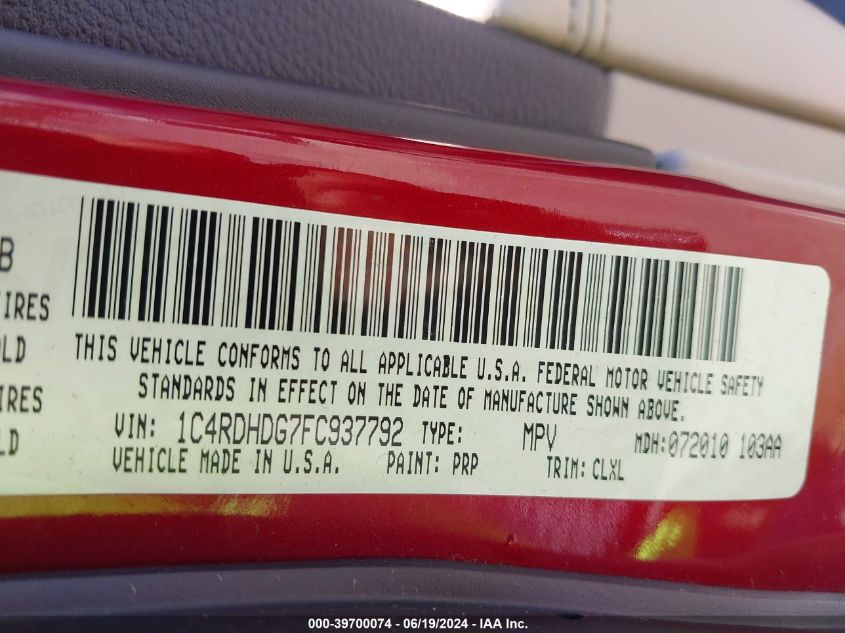 B
IRES
OLD
IRES
LD
THIS VEHICLE CONFORMS TO ALL APPLICABLE U.S.A. FEDERAL MOTOR VEHICLE SAFETY
STANDARDS IN EFFECT ON THE DATE OF MANUFACTURE SHOWN ABOVE.
VIN: 1C4RDHDG7FC937792 TYPE: MPV MDH:072010 103AA
VEHICLE MADE IN U.S.A. PAINT: PRP TRIM: CLXL
000-39700074 - 06/19/2024 - IAA Inc.